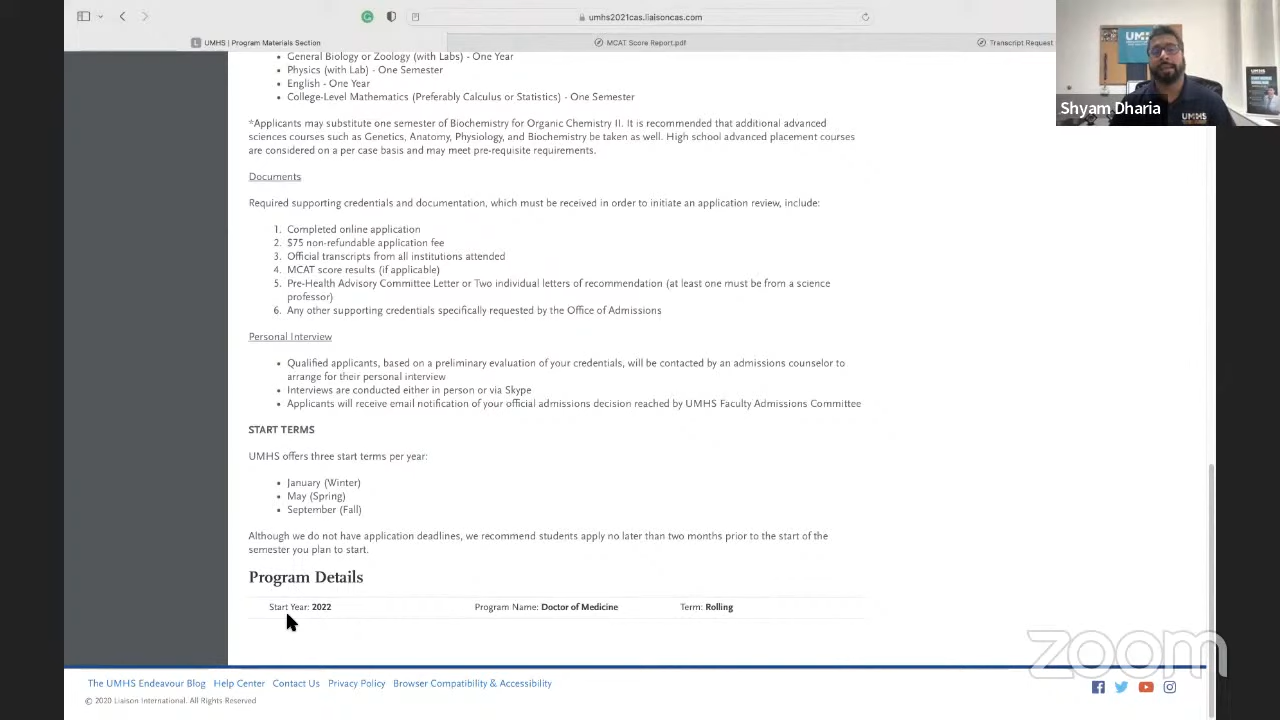 umhs2021cas.liaisoncas.com
UMHS | Program Materials Section
MCAT Score Report.pdf
Transcript Request
UMHS
Shyam Dharia
UMHS
General Biology or Zoology (with Labs) - One Year
Physics (with Lab) - One Semester
English - One Year
College-Level Mathematics (Preferably Calculus or Statistics) - One Semester
*Applicants may substitute one semester of Biochemistry for Organic Chemistry II. It is recommended that additional advanced
sciences courses such as Genetics, Anatomy, Physiology, and Biochemistry be taken as well. High school advanced placement courses
are considered on a per case basis and may meet pre-requisite requirements.
Documents
Required supporting credentials and documentation, which must be received in order to initiate an application review, include:
1. Completed online application
2. $75 non-refundable application fee
3. Official transcripts from all institutions attended
4. MCAT score results (if applicable)
5. Pre-Health Advisory Committee Letter or Two individual letters of recommendation (at least one must be from a science
professor)
6. Any other supporting credentials specifically requested by the Office of Admissions
Personal Interview
Qualified applicants, based on a preliminary evaluation of your credentials, will be contacted by an admissions counselor to
arrange for their personal interview
Interviews are conducted either in person or via Skype
Applicants will receive email notification of your official admissions decision reached by UMHS Faculty Admissions Committee
START TERMS
UMHS offers three start terms per year:
January (Winter)
May (Spring)
September (Fall)
Although we do not have application deadlines, we recommend students apply no later than two months prior to the start of the
semester you plan to start.
Program Details
Start Year: 2022 Program Name: Doctor of Medicine Term: Rolling
zoom
The UMHS Endeavour Blog Help Center Contact Us Privacy Policy Browser Compatibility & Accessibility
© 2020 Liaison International. All Rights Reserved